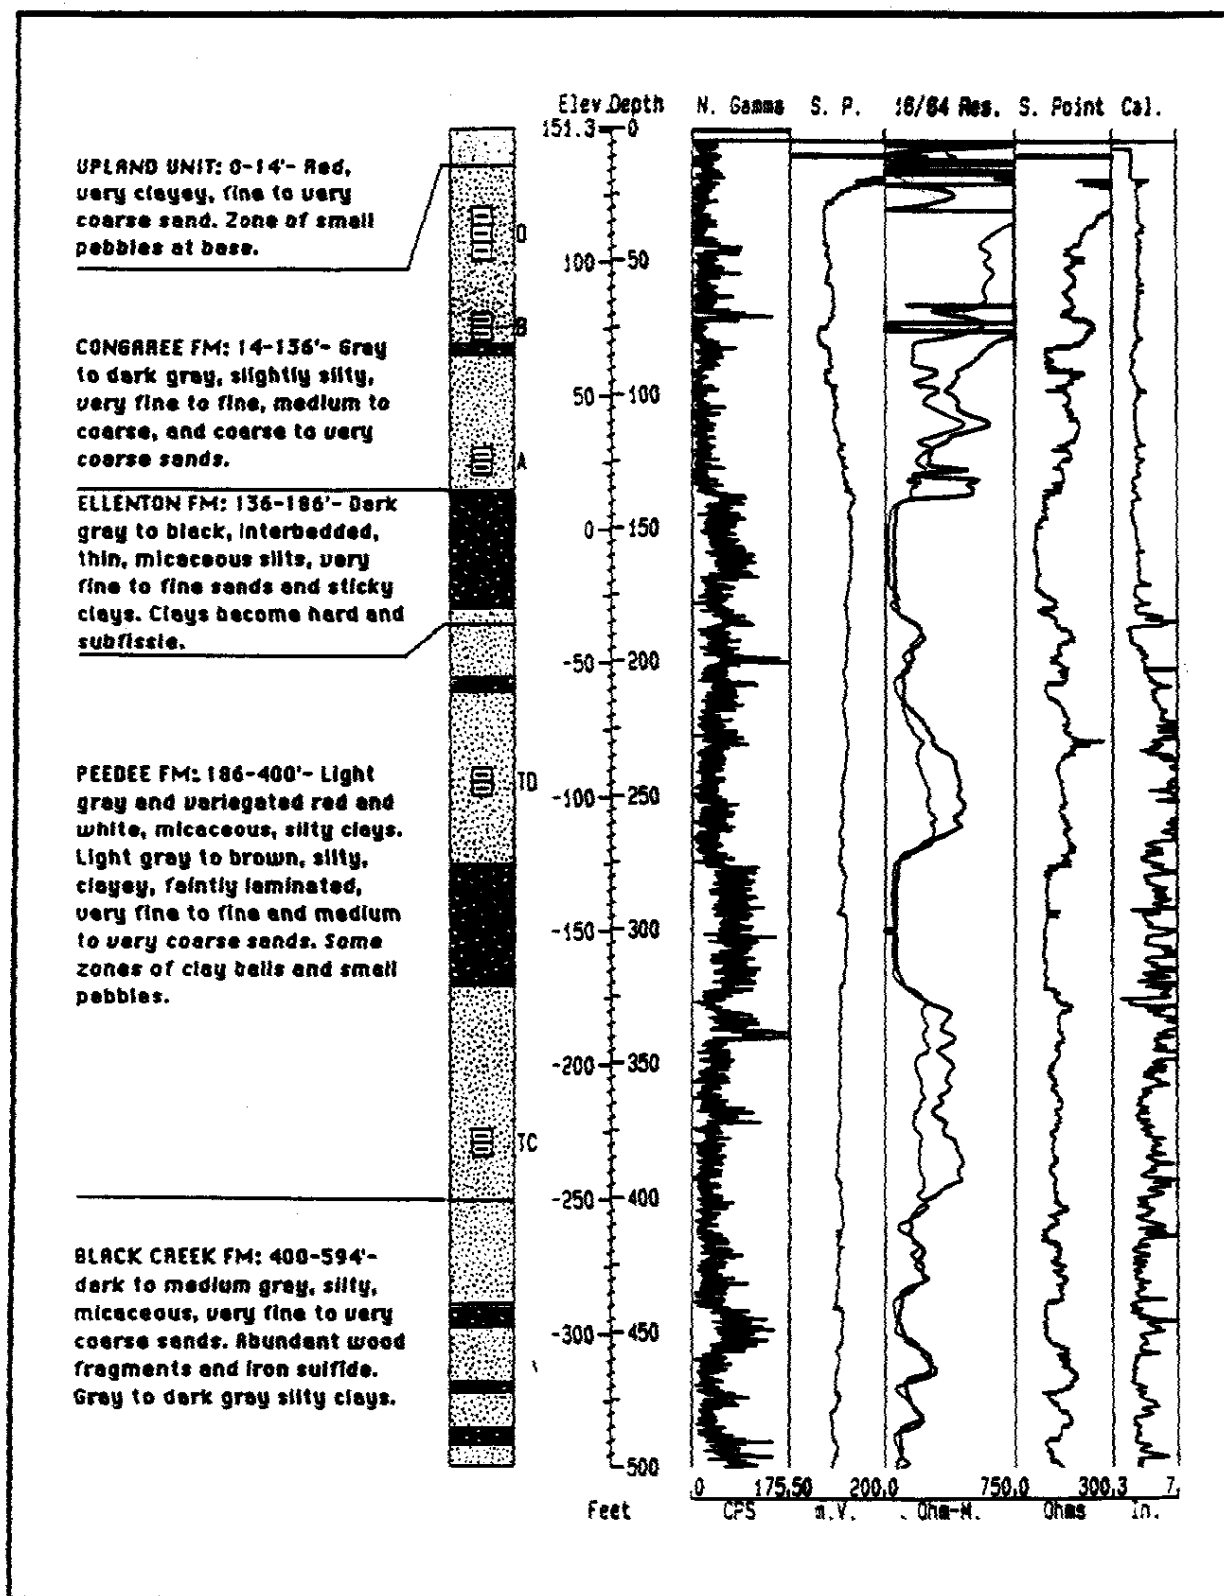 Elev. Depth N. Gamma S. P. 16/64 Res. S. Point Cal.
151.3 0
UPLAND UNIT: 0-14'- Red,
very clayey, fine to very
coarse sand. Zone of small
pebbles at base.
D
100 50
B
CONGAREE FM: 14-136'- Gray
to dark gray, slightly silty,
very fine to fine, medium to
coarse, and coarse to very
coarse sands.
50 100
A
ELLENTON FM: 136-186'- Dark
gray to black, interbedded,
thin, micaceous silts, very
fine to fine sands and sticky
clays. Clays become hard and
subfissle.
0 150
-50 200
PEEDEE FM: 186-400'- Light
gray and variegated red and
white, micaceous, silty clays.
Light gray to brown, silty,
clayey, faintly laminated,
very fine to fine and medium
to very coarse sands. Some
zones of clay balls and small
pebbles.
TD
-100 250
-150 300
-200 350
TC
-250 400
BLACK CREEK FM: 400-594'-
dark to medium gray, silty,
micaceous, very fine to very
coarse sands. Abundant wood
fragments and iron sulfide.
Gray to dark gray silty clays.
-300 450
500
0 175.50 200.0 750.0 300.3 7.
Feet CPS m.V. Ohm-M. Ohms In.